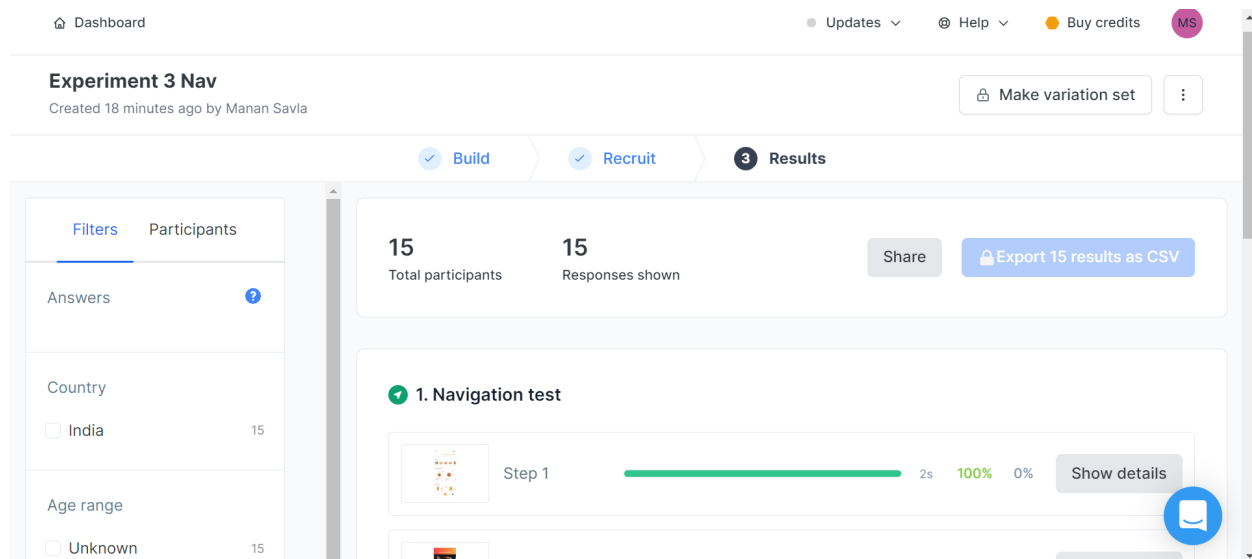 Dashboard
Updates
Help
Buy credits
MS
Experiment 3 Nav
Created 18 minutes ago by Manan Savla
Make variation set
Build
Recruit
3 Results
Filters
Participants
Answers
?
Country
India 15
Age range
Unknown 15
15
Total participants
15
Responses shown
Share
Export 15 results as CSV
1. Navigation test
Step 1
2s 100% 0%
Show details